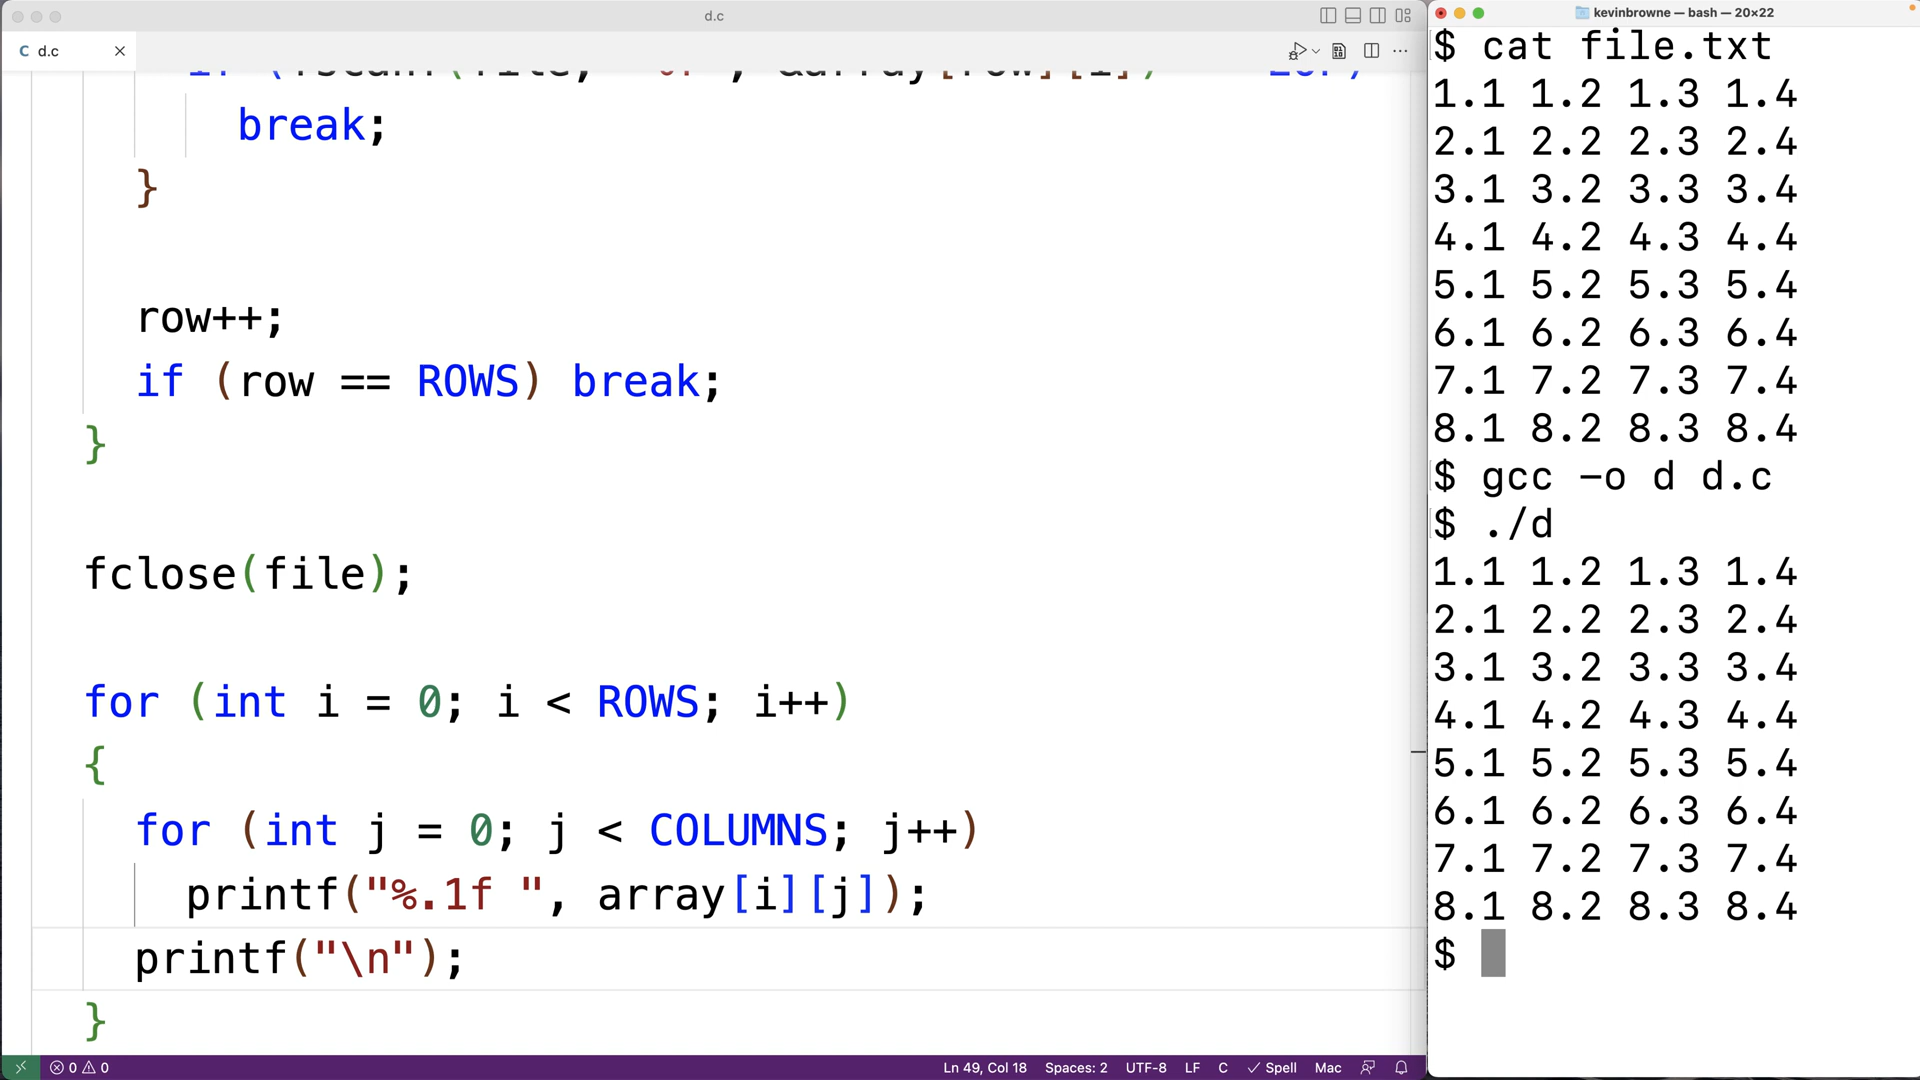 d.c
C d.c
break;
}
row++;
if (row == ROWS) break;
}
fclose(file);
for (int i = 0; i < ROWS; i++)
{
for (int j = 0; j < COLUMNS; j++)
printf("%.1f ", array[i][j]);
printf("\n");
}
0 0
Ln 49, Col 18 Spaces: 2 UTF-8 LF C Spell Mac
kevinbrowne — bash — 20×22
$ cat file.txt
1.1 1.2 1.3 1.4
2.1 2.2 2.3 2.4
3.1 3.2 3.3 3.4
4.1 4.2 4.3 4.4
5.1 5.2 5.3 5.4
6.1 6.2 6.3 6.4
7.1 7.2 7.3 7.4
8.1 8.2 8.3 8.4
$ gcc -o d d.c
$ ./d
1.1 1.2 1.3 1.4
2.1 2.2 2.3 2.4
3.1 3.2 3.3 3.4
4.1 4.2 4.3 4.4
5.1 5.2 5.3 5.4
6.1 6.2 6.3 6.4
7.1 7.2 7.3 7.4
8.1 8.2 8.3 8.4
$